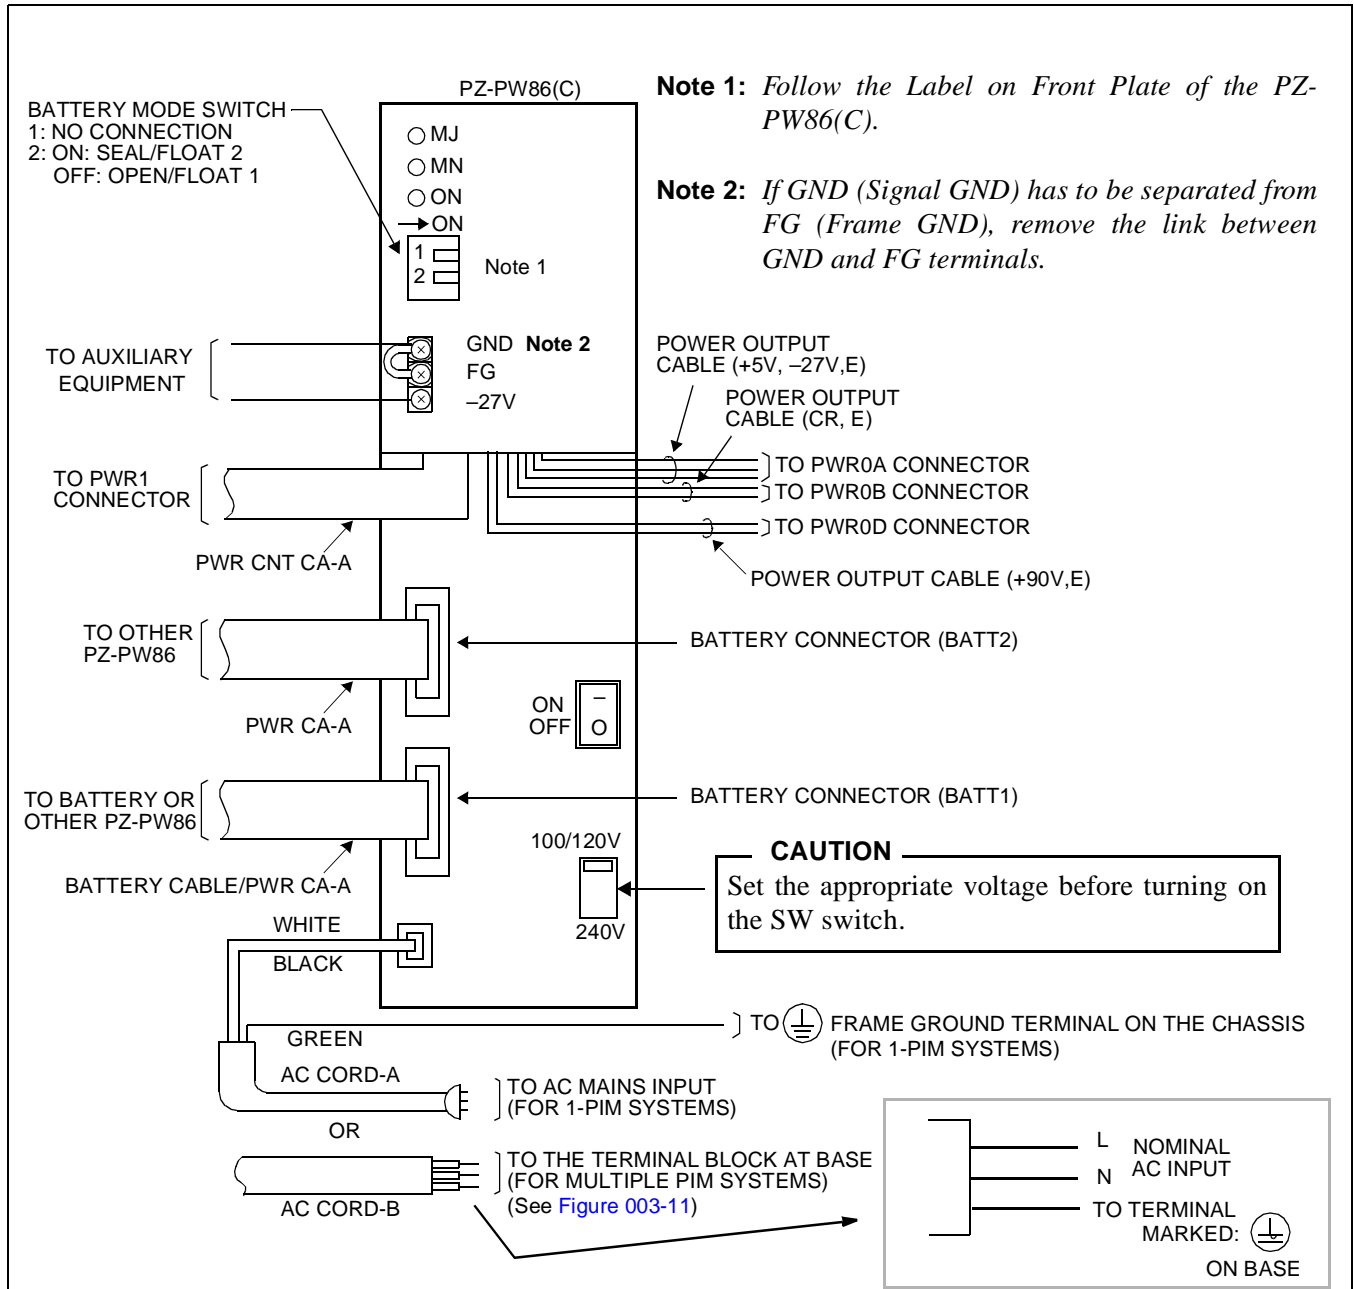 PZ-PW86(C)
BATTERY MODE SWITCH
1: NO CONNECTION
2: ON: SEAL/FLOAT 2
OFF: OPEN/FLOAT 1
MJ
MN
ON
ON
1
2
Note 1
Note 1: Follow the Label on Front Plate of the PZ-
PW86(C).
Note 2: If GND (Signal GND) has to be separated from
FG (Frame GND), remove the link between
GND and FG terminals.
TO AUXILIARY
EQUIPMENT
GND Note 2
FG
–27V
POWER OUTPUT
CABLE (+5V, –27V,E)
POWER OUTPUT
CABLE (CR, E)
TO PWR1
CONNECTOR
TO PWR0A CONNECTOR
TO PWR0B CONNECTOR
TO PWR0D CONNECTOR
PWR CNT CA-A
POWER OUTPUT CABLE (+90V,E)
TO OTHER
PZ-PW86
BATTERY CONNECTOR (BATT2)
PWR CA-A
ON
OFF
–
O
TO BATTERY OR
OTHER PZ-PW86
BATTERY CONNECTOR (BATT1)
BATTERY CABLE/PWR CA-A
100/120V
240V
CAUTION
Set the appropriate voltage before turning on
the SW switch.
WHITE
BLACK
GREEN
TO
FRAME GROUND TERMINAL ON THE CHASSIS
(FOR 1-PIM SYSTEMS)
AC CORD-A
TO AC MAINS INPUT
(FOR 1-PIM SYSTEMS)
OR
AC CORD-B
TO THE TERMINAL BLOCK AT BASE
(FOR MULTIPLE PIM SYSTEMS)
(See Figure 003-11)
L
N
NOMINAL
AC INPUT
TO TERMINAL
MARKED:
ON BASE